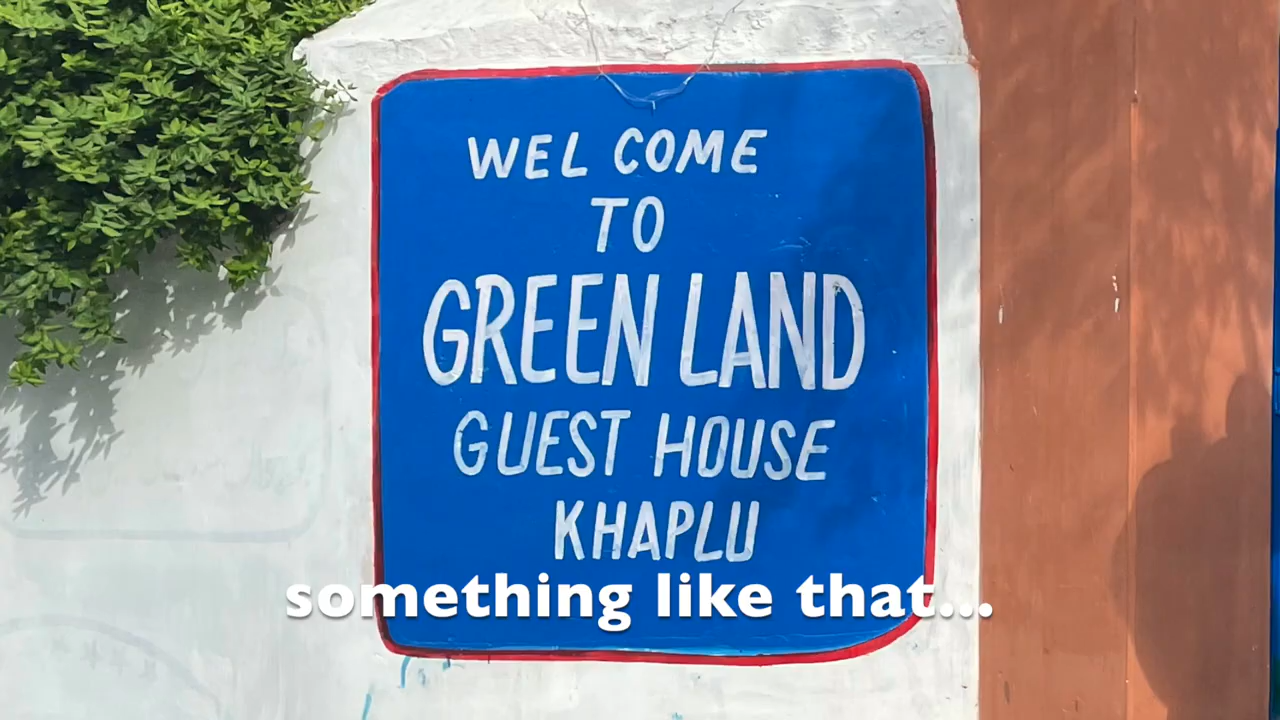 WEL COME
TO
GREEN LAND
GUEST HOUSE
KHAPLU
something like that...